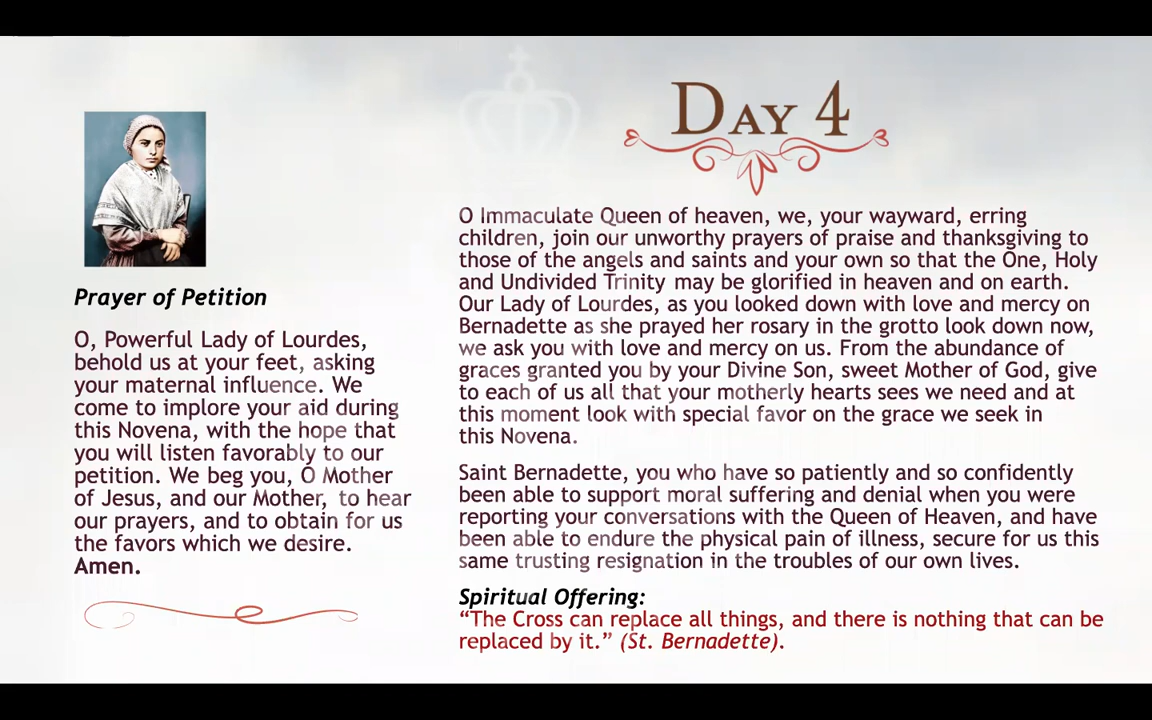 Day 4
Prayer of Petition
O, Powerful Lady of Lourdes,
behold us at your feet, asking
your maternal influence. We
come to implore your aid during
this Novena, with the hope that
you will listen favorably to our
petition. We beg you, O Mother
of Jesus, and our Mother, to hear
our prayers, and to obtain for us
the favors which we desire.
Amen.
O Immaculate Queen of heaven, we, your wayward, erring
children, join our unworthy prayers of praise and thanksgiving to
those of the angels and saints and your own so that the One, Holy
and Undivided Trinity may be glorified in heaven and on earth.
Our Lady of Lourdes, as you looked down with love and mercy on
Bernadette as she prayed her rosary in the grotto look down now,
we ask you with love and mercy on us. From the abundance of
graces granted you by your Divine Son, sweet Mother of God, give
to each of us all that your motherly hearts sees we need and at
this moment look with special favor on the grace we seek in
this Novena.
Saint Bernadette, you who have so patiently and so confidently
been able to support moral suffering and denial when you were
reporting your conversations with the Queen of Heaven, and have
been able to endure the physical pain of illness, secure for us this
same trusting resignation in the troubles of our own lives.
Spiritual Offering:
“The Cross can replace all things, and there is nothing that can be
replaced by it.” (St. Bernadette).